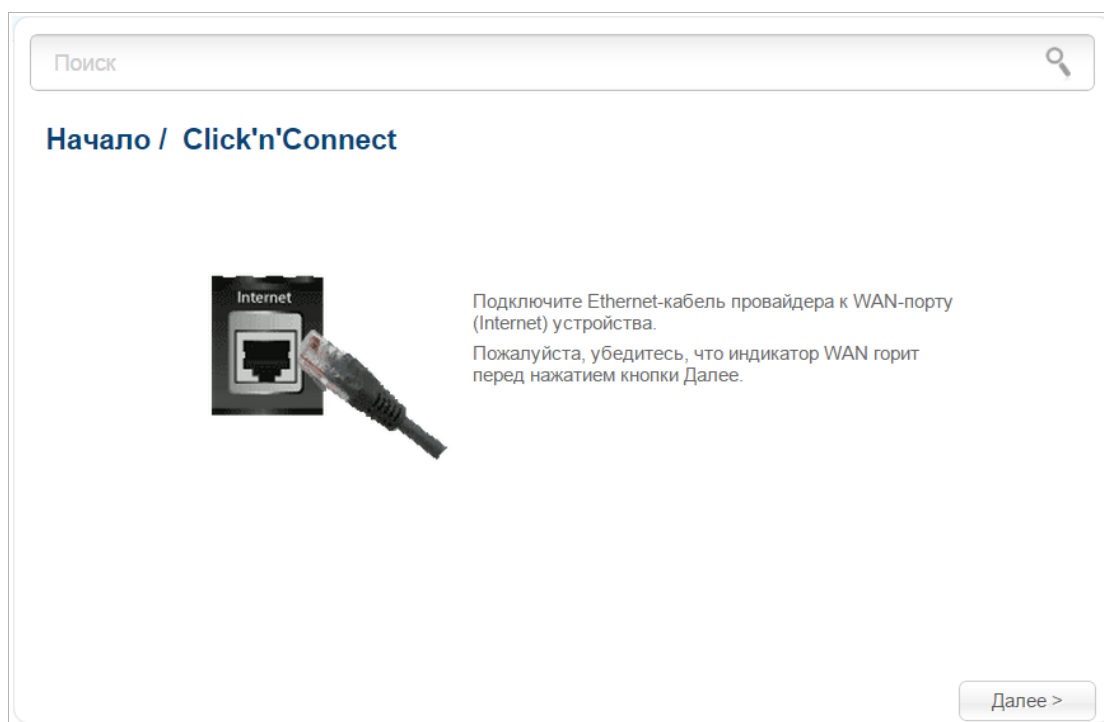 Поиск
Начало / Click'n'Connect
Internet
Подключите Ethernet-кабель провайдера к WAN-порту
(Internet) устройства.
Пожалуйста, убедитесь, что индикатор WAN горит
перед нажатием кнопки Далее.
Далее >